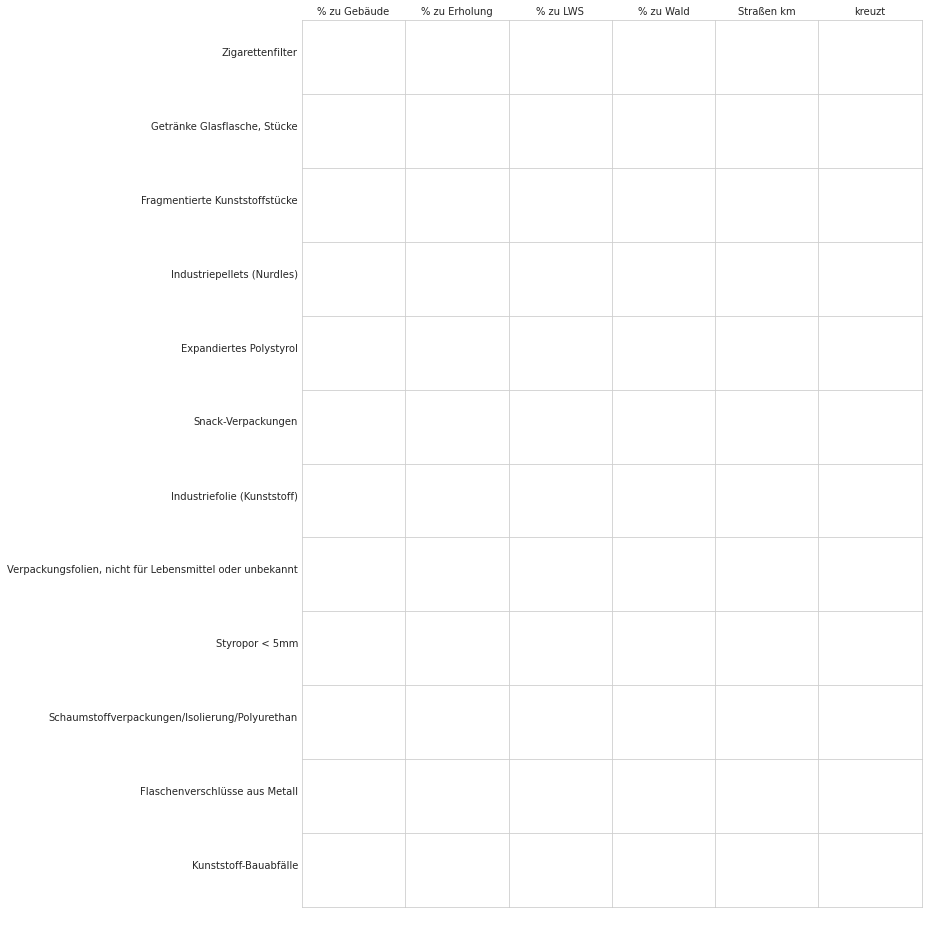 % zu Gebäude % zu Erholung % zu LWS % zu Wald Straßen km kreuzt
Zigarettenfilter
Getränke Glasflasche, Stücke
Fragmentierte Kunststoffstücke
Industriepellets (Nurdles)
Expandiertes Polystyrol
Snack-Verpackungen
Industriefolie (Kunststoff)
Verpackungsfolien, nicht für Lebensmittel oder unbekannt
Styropor < 5mm
Schaumstoffverpackungen/Isolierung/Polyurethan
Flaschenverschlüsse aus Metall
Kunststoff-Bauabfälle